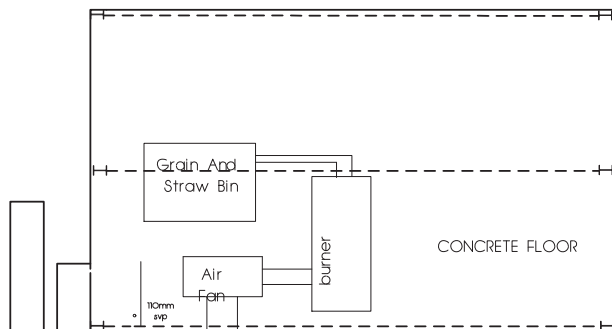 Grain And
Straw Bin
burner
CONCRETE FLOOR
Air
Fan
110mm
svp